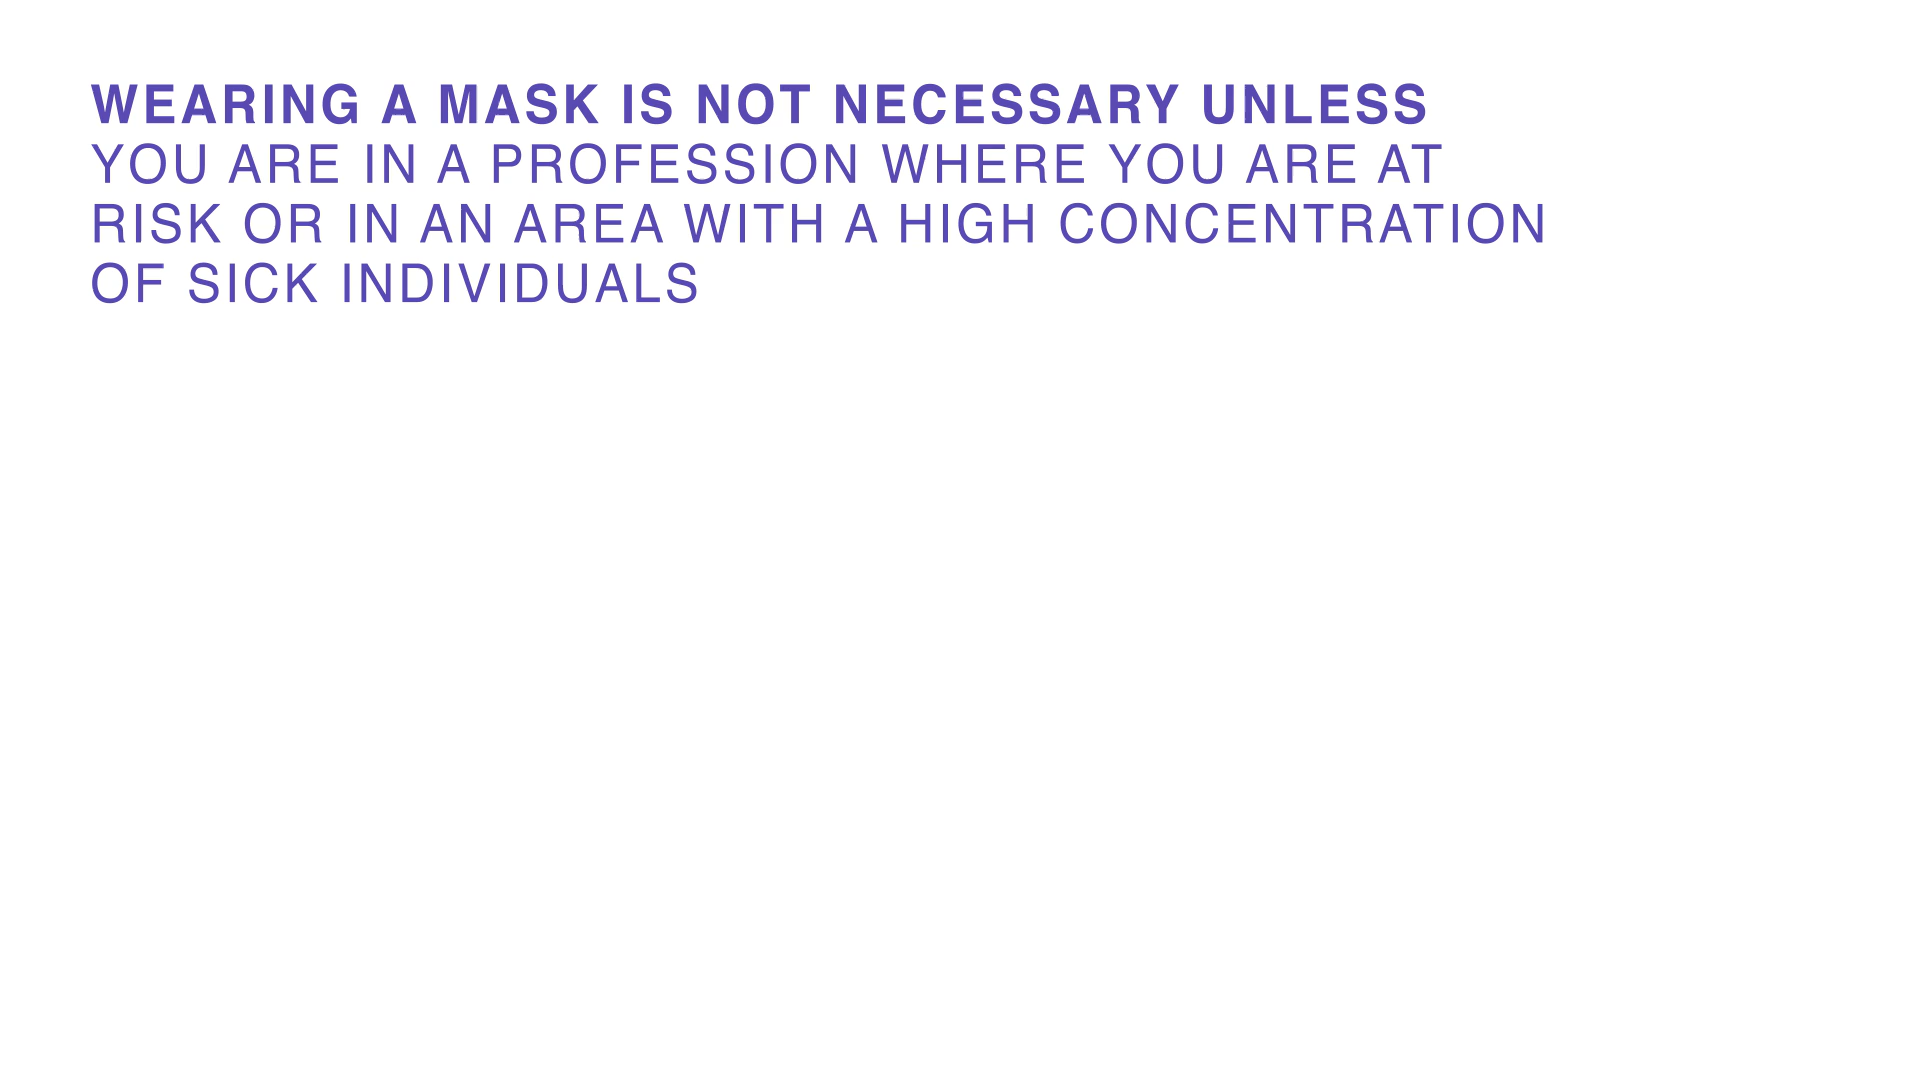 WEARING A MASK IS NOT NECESSARY UNLESS
YOU ARE IN A PROFESSION WHERE YOU ARE AT
RISK OR IN AN AREA WITH A HIGH CONCENTRATION
OF SICK INDIVIDUALS